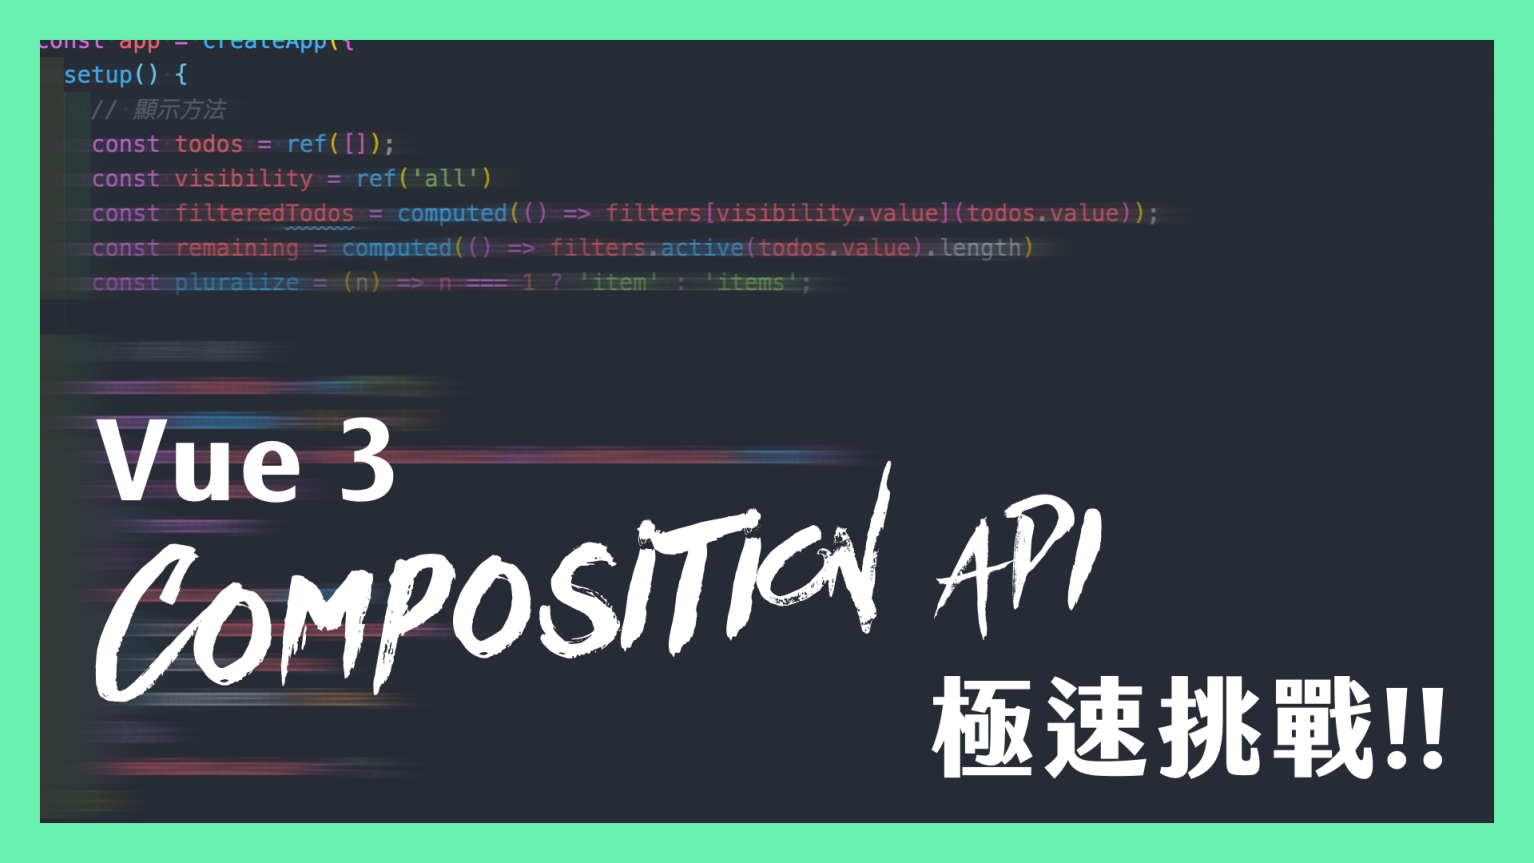 const app = createApp({
setup() {
// 顯示方法
const todos = ref([]);
const visibility = ref('all')
const filteredTodos = computed(() => filters[visibility.value](todos.value));
const remaining = computed(() => filters.active(todos.value).length)
const pluralize = (n) => n === 1 ? 'item' : 'items';
Vue 3
COMPOSITION API
極速挑戰!!